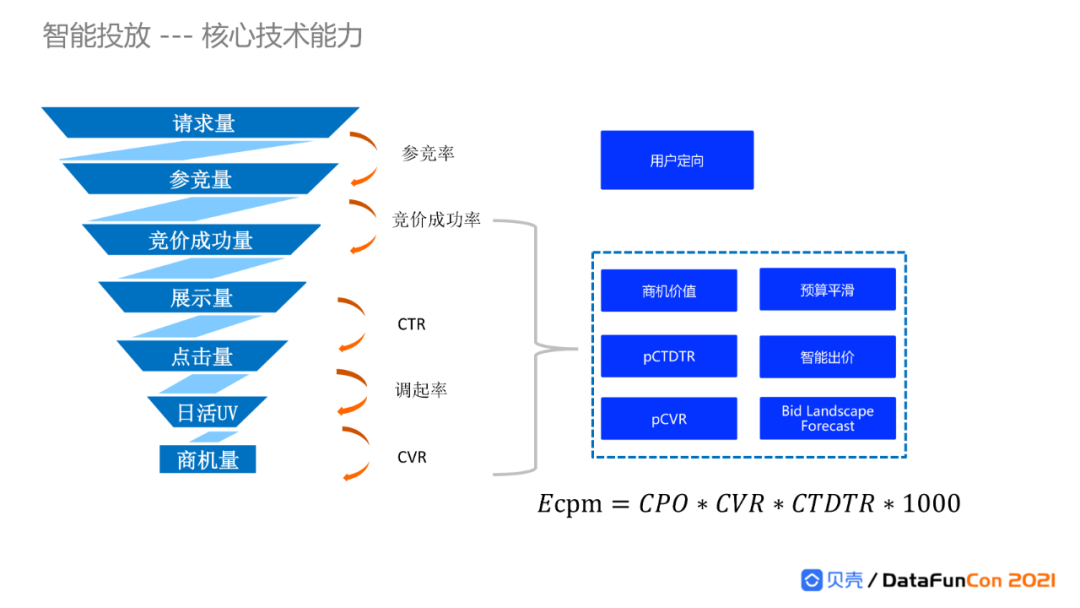 智能投放 --- 核心技术能力
请求量
参竞率
参竞量
竞价成功率
竞价成功量
展示量
CTR
点击量
调起率
日活UV
CVR
商机量
用户定向
商机价值
预算平滑
pCTDTR
智能出价
pCVR
Bid Landscape
Forecast
Ecpm = CPO * CVR * CTDTR * 1000
贝壳 / DataFunCon 2021